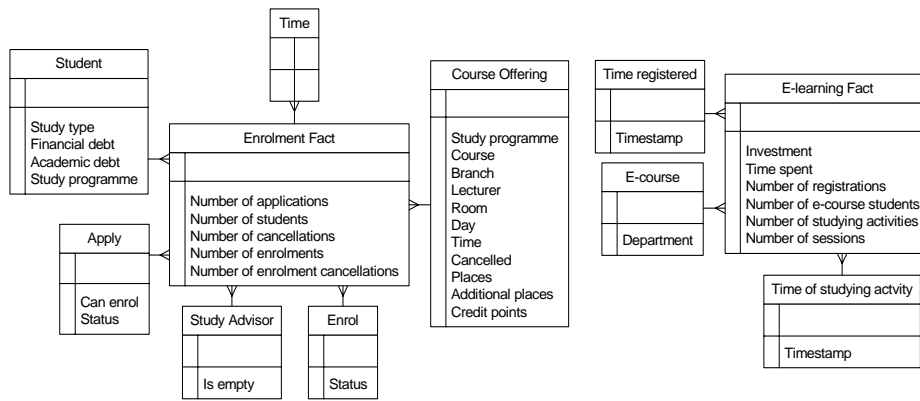 Time
Student
Study type
Financial debt
Academic debt
Study programme
Enrolment Fact
Number of applications
Number of students
Number of cancellations
Number of enrolments
Number of enrolment cancellations
Apply
Can enrol
Status
Study Advisor
Is empty
Enrol
Status
Course Offering
Study programme
Course
Branch
Lecturer
Room
Day
Time
Cancelled
Places
Additional places
Credit points
Time registered
Timestamp
E-course
Department
E-learning Fact
Investment
Time spent
Number of registrations
Number of e-course students
Number of studying activities
Number of sessions
Time of studying actvity
Timestamp